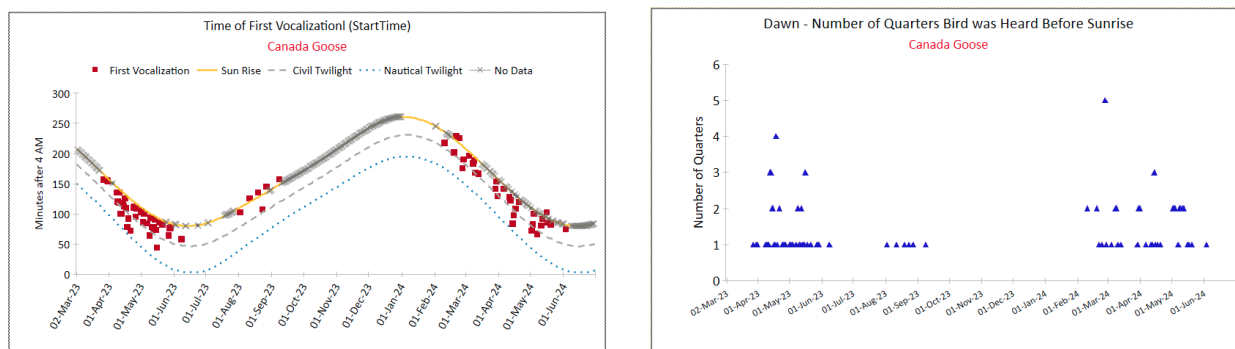 Time of First Vocalizationl (StartTime)
Canada Goose
First Vocalization Sun Rise Civil Twilight Nautical Twilight No Data
300
250
200
150
100
50
0
Minutes after 4 AM
02-Mar-23 01-Apr-23 01-May-23 01-Jun-23 01-Jul-23 01-Aug-23 01-Sep-23 01-Oct-23 01-Nov-23 01-Dec-23 01-Jan-24 01-Feb-24 01-Mar-24 01-Apr-24 01-May-24 01-Jun-24
Dawn - Number of Quarters Bird was Heard Before Sunrise
Canada Goose
6
5
4
3
2
1
0
Number of Quarters
02-Mar-23 01-Apr-23 01-May-23 01-Jun-23 01-Jul-23 01-Aug-23 01-Sep-23 01-Oct-23 01-Nov-23 01-Dec-23 01-Jan-24 01-Feb-24 01-Mar-24 01-Apr-24 01-May-24 01-Jun-24